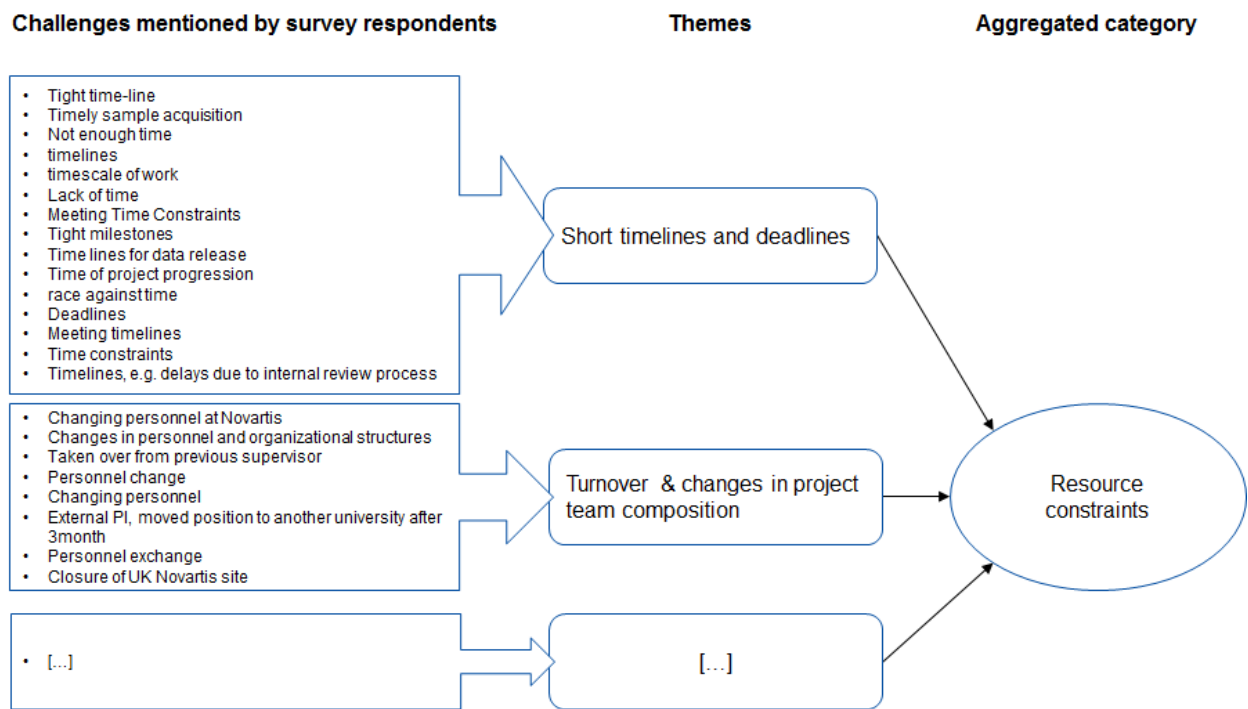 Challenges mentioned by survey respondents
Themes
Aggregated category
• Tight time-line
• Timely sample acquisition
• Not enough time
• timelines
• timescale of work
• Lack of time
• Meeting Time Constraints
• Tight milestones
• Time lines for data release
• Time of project progression
• race against time
• Deadlines
• Meeting timelines
• Time constraints
• Timelines, e.g. delays due to internal review process
Short timelines and deadlines
• Changing personnel at Novartis
• Changes in personnel and organizational structures
• Taken over from previous supervisor
• Personnel change
• Changing personnel
• External PI, moved position to another university after
3month
• Personnel exchange
• Closure of UK Novartis site
Turnover & changes in project
team composition
Resource
constraints
• [...]
[...]